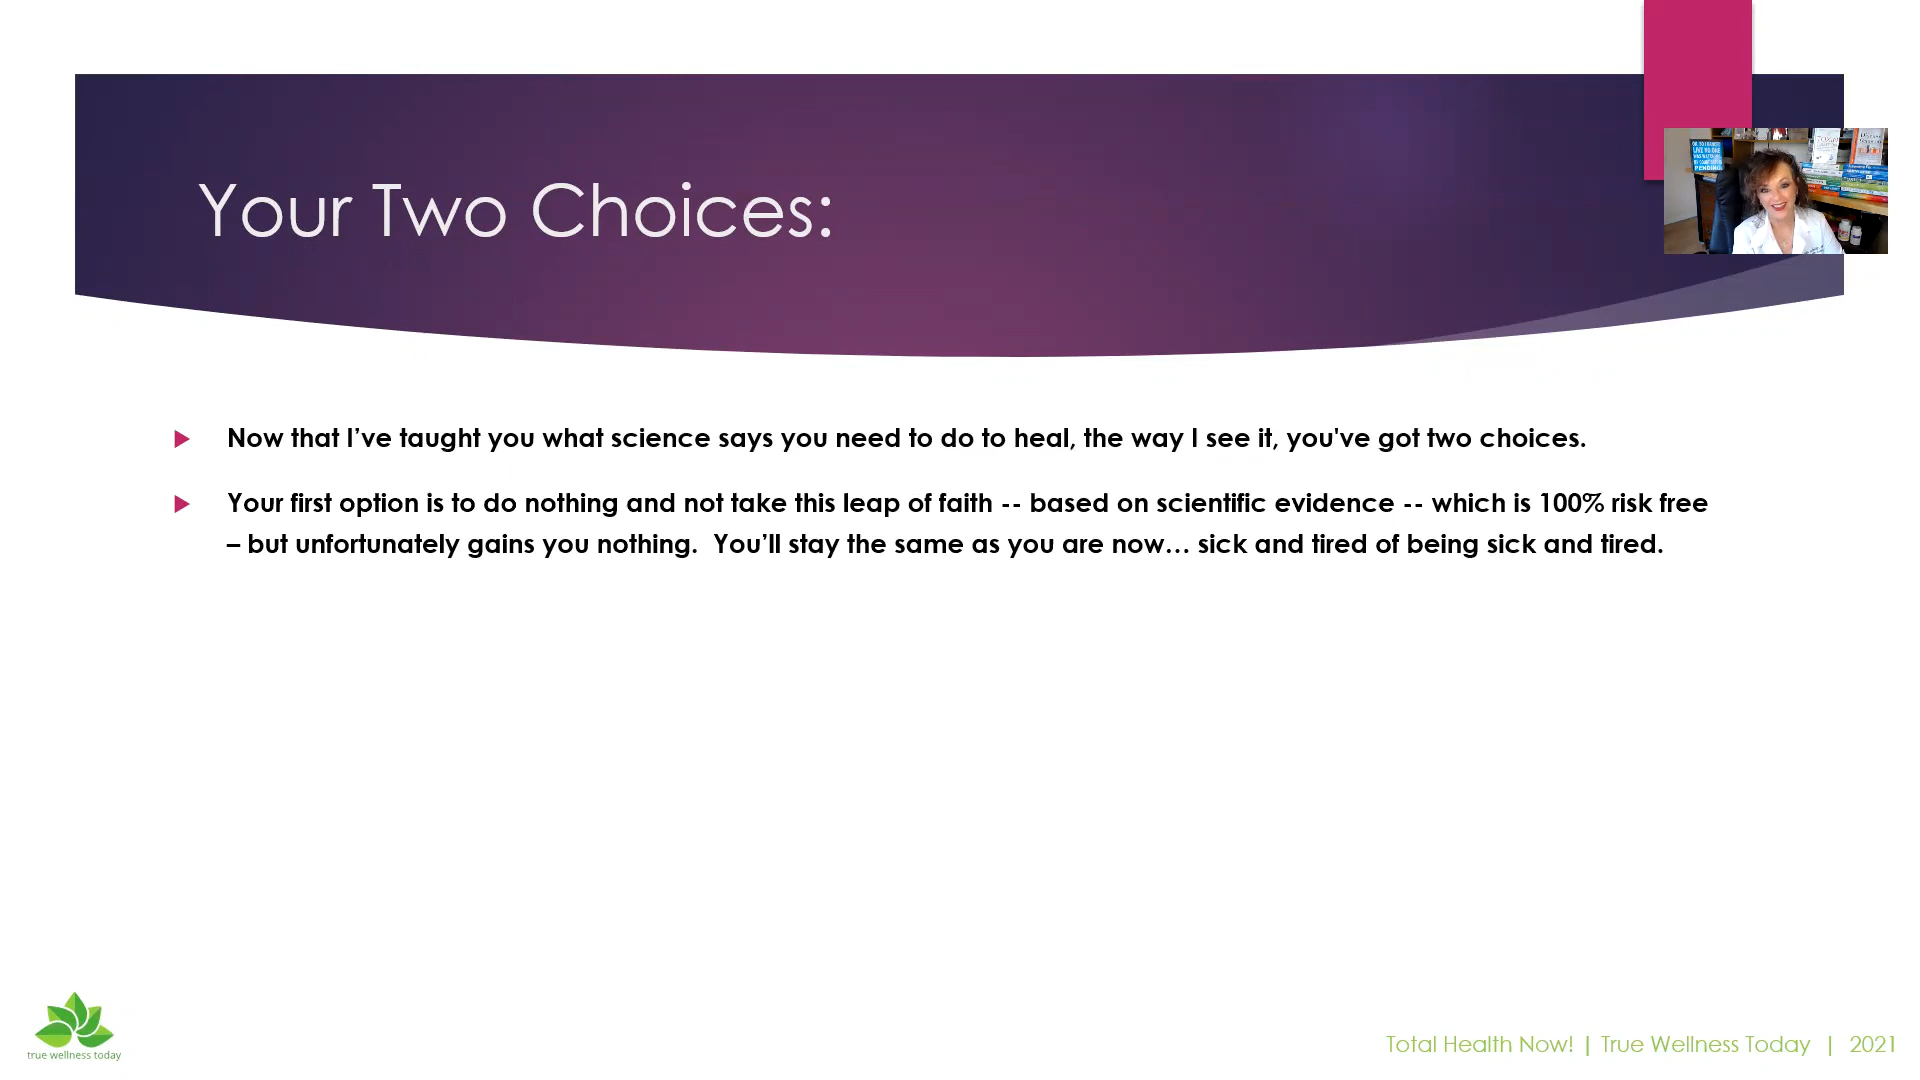 Your Two Choices:
Now that I’ve taught you what science says you need to do to heal, the way I see it, you've got two choices.
Your first option is to do nothing and not take this leap of faith -- based on scientific evidence -- which is 100% risk free
– but unfortunately gains you nothing.  You’ll stay the same as you are now… sick and tired of being sick and tired.
true wellness today
Total Health Now! | True Wellness Today | 2021